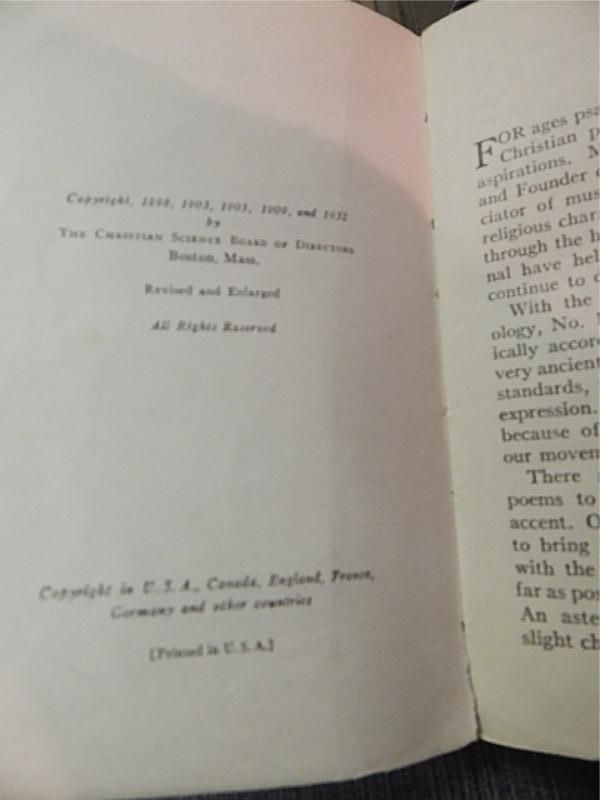 Copyright, 1898, 1903, 1905, 1909, and 1932
by
THE CHRISTIAN SCIENCE BOARD OF DIRECTORS
Boston, Mass.
Revised and Enlarged
All Rights Reserved
Copyright in U. S. A., Canada, England, France,
Germany and other countries
[Printed in U. S. A.]
FOR ages psa
Christian p
aspirations. M
and Founder o
ciator of mus
religious char
through the h
nal have hel
continue to
With the
ology, No.
ically accor
very ancient
standards,
expression.
because of
our movem
There
poems to
accent. O
to bring
with the
far as pos
An aste
slight ch